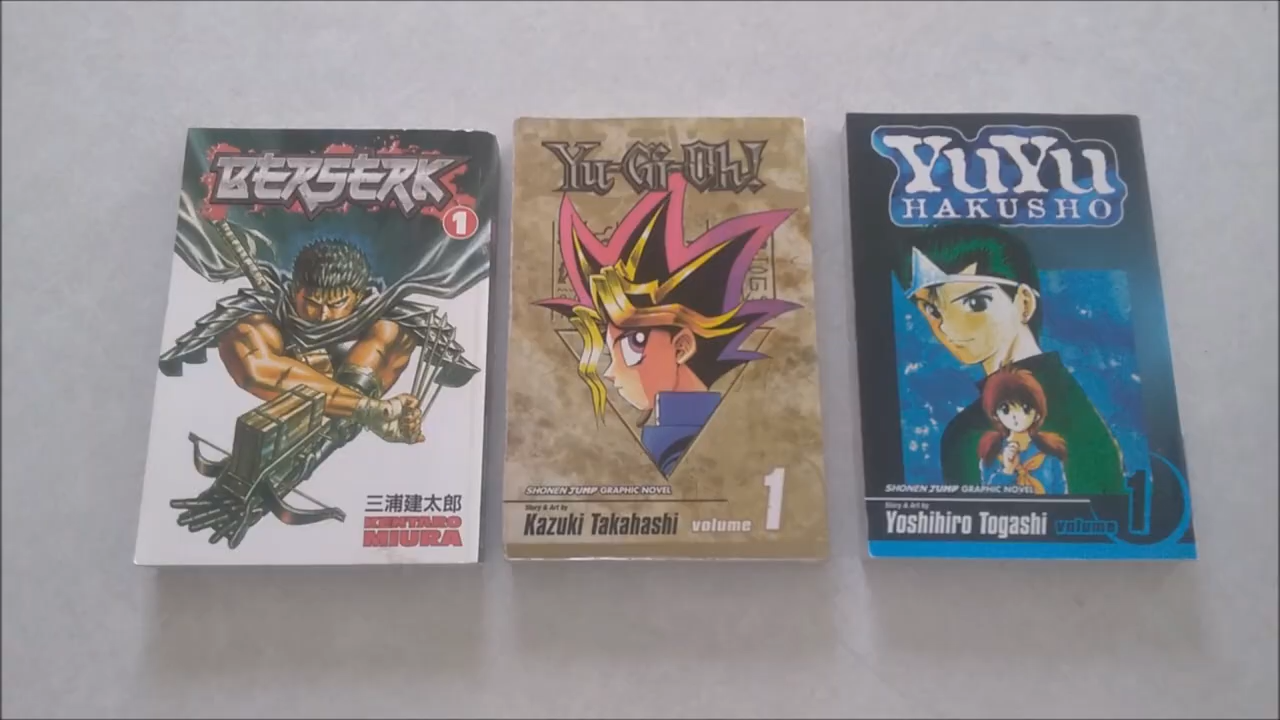 BERSERK
1
三浦建太郎
KENTARO
MIURA
Yu-Gi-Oh!
SHONEN JUMP GRAPHIC NOVEL
Story & Art by
Kazuki Takahashi volume 1
YuYu
HAKUSHO
SHONEN JUMP GRAPHIC NOVEL
Story & Art by
Yoshihiro Togashi volume 1